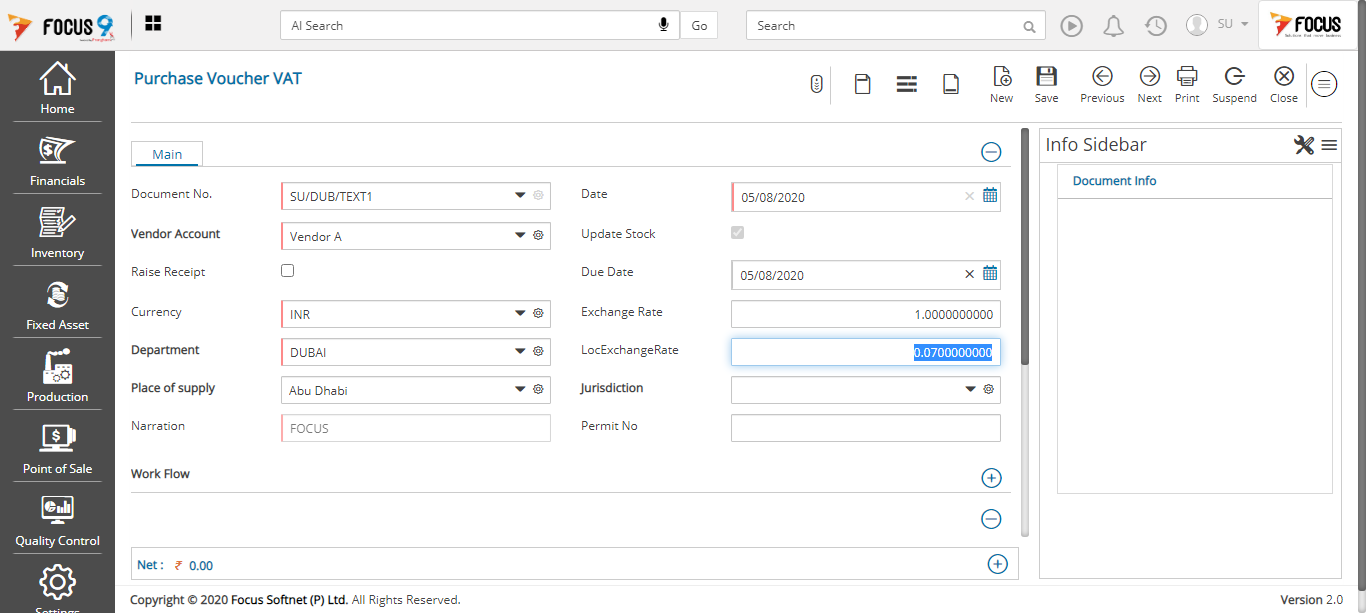 FOCUS 9
AI Search
Go
Search
SU
FOCUS
Home
Financials
Inventory
Fixed Asset
Production
Point of Sale
Quality Control
Settings
Purchase Voucher VAT
New
Save
Previous
Next
Print
Suspend
Close
Main
Document No.
SU/DUB/TEXT1
Date
05/08/2020
Vendor Account
Vendor A
Update Stock
Raise Receipt
Due Date
05/08/2020
Currency
INR
Exchange Rate
1.0000000000
Department
DUBAI
LocExchangeRate
0.0700000000
Place of supply
Abu Dhabi
Jurisdiction
Narration
FOCUS
Permit No
Work Flow
Net : ₹ 0.00
Info Sidebar
Document Info
Copyright © 2020 Focus Softnet (P) Ltd. All Rights Reserved.
Version 2.0